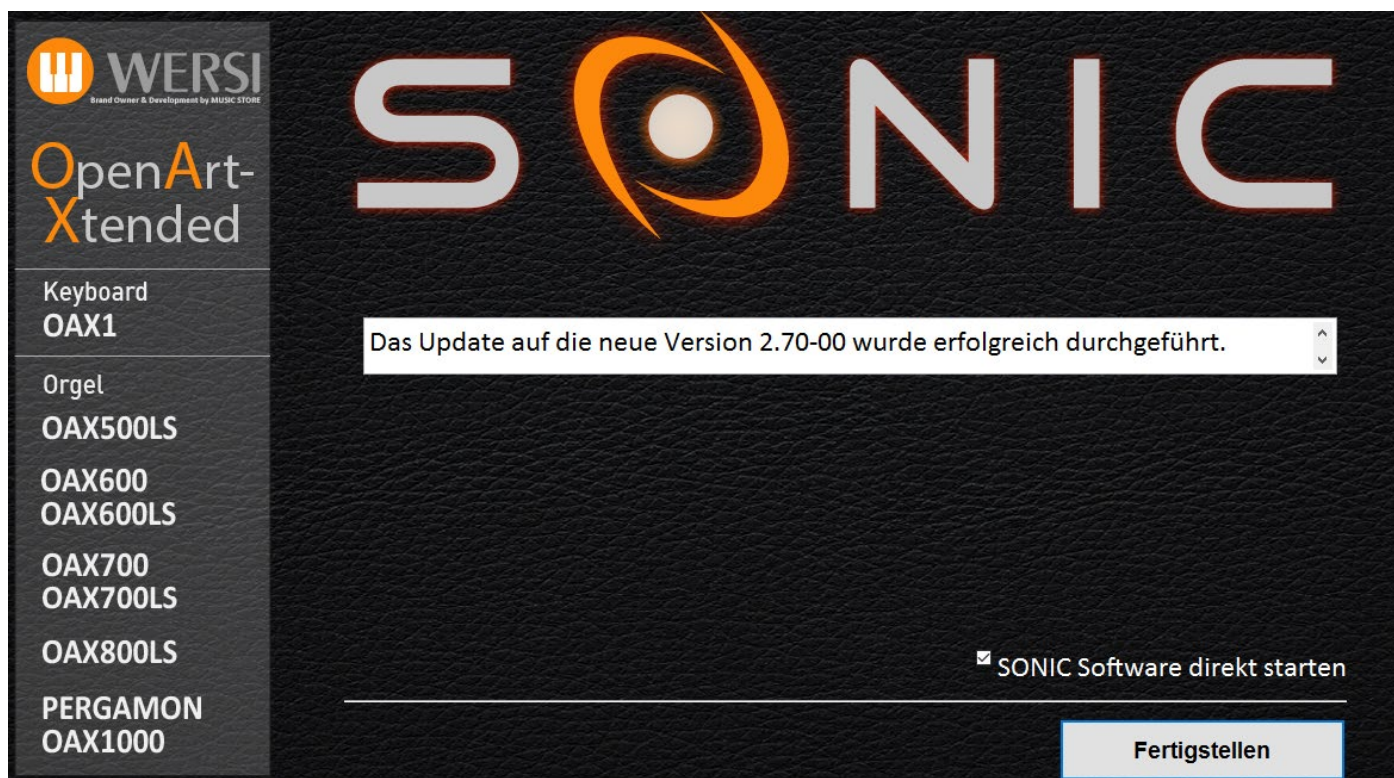 WERSI
Brand Owner & Development by MUSIC STORE
OpenArt-
Xtended
Keyboard
OAX1
Orgel
OAX500LS
OAX600
OAX600LS
OAX700
OAX700LS
OAX800LS
PERGAMON
OAX1000
SONIC
Das Update auf die neue Version 2.70-00 wurde erfolgreich durchgeführt.
SONIC Software direkt starten
Fertigstellen